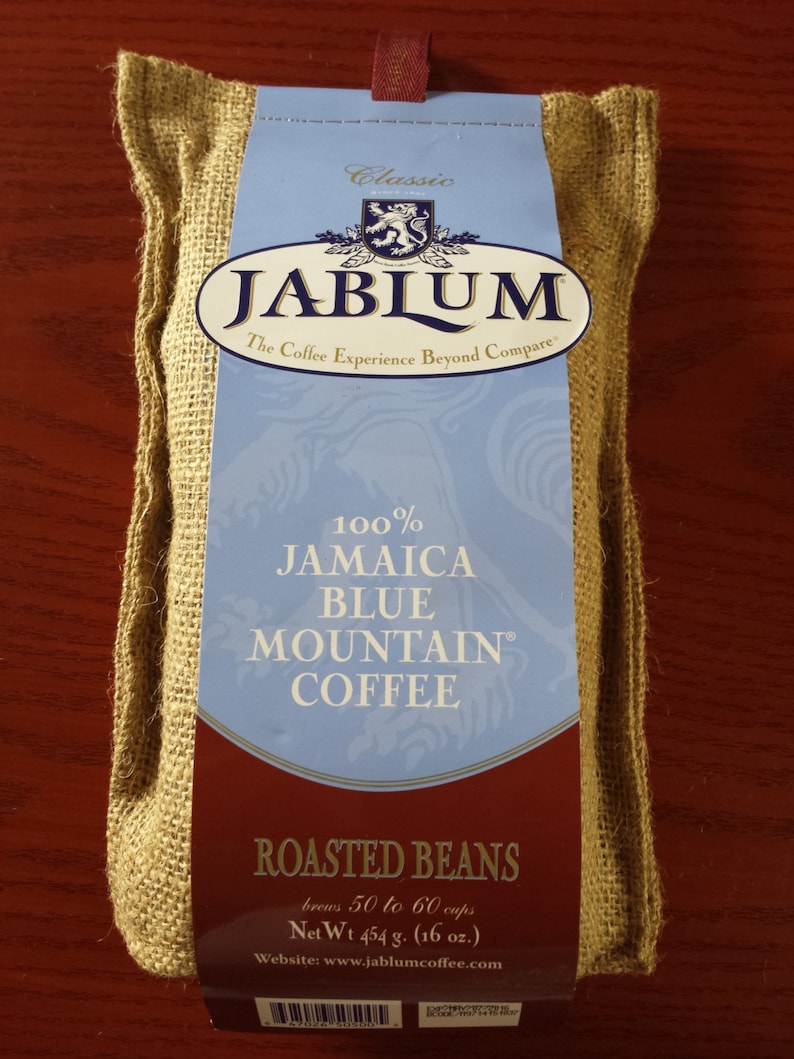 Classic
JABLUM®
The Coffee Experience Beyond Compare®
100%
JAMAICA
BLUE
MOUNTAIN®
COFFEE
ROASTED BEANS
brews 50 to 60 cups
Net Wt 454 g. (16 oz.)
Website: www.jablumcoffee.com